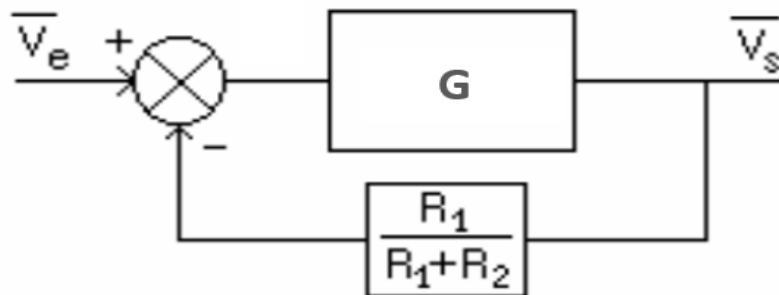 V̅e + G V̅s
−
R₁
R₁+R₂